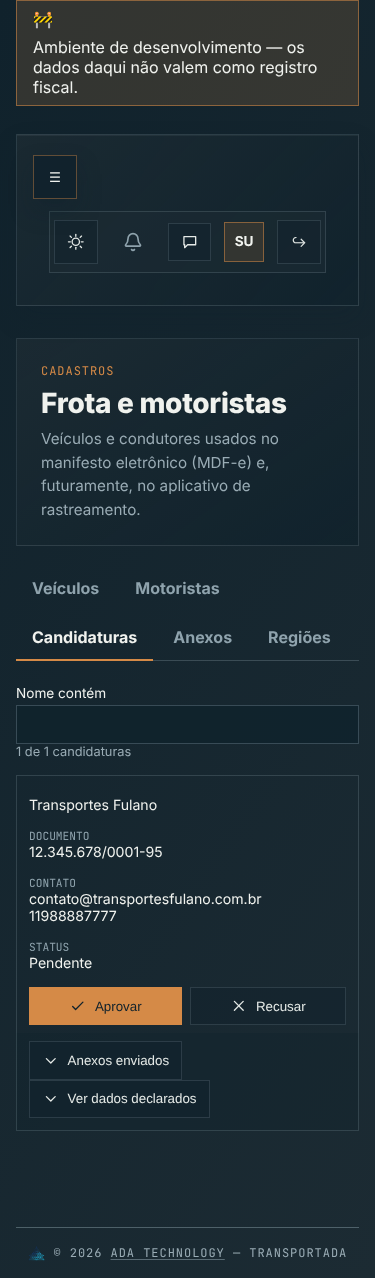 Ambiente de desenvolvimento — os
dados daqui não valem como registro
fiscal.
SU
CADASTROS
Frota e motoristas
Veículos e condutores usados no
manifesto eletrônico (MDF-e) e,
futuramente, no aplicativo de
rastreamento.
Veículos Motoristas
Candidaturas Anexos Regiões
Nome contém
1 de 1 candidaturas
Transportes Fulano
DOCUMENTO
12.345.678/0001-95
CONTATO
contato@transportesfulano.com.br
11988887777
STATUS
Pendente
Aprovar Recusar
Anexos enviados
Ver dados declarados
© 2026 ADA TECHNOLOGY — TRANSPORTADA